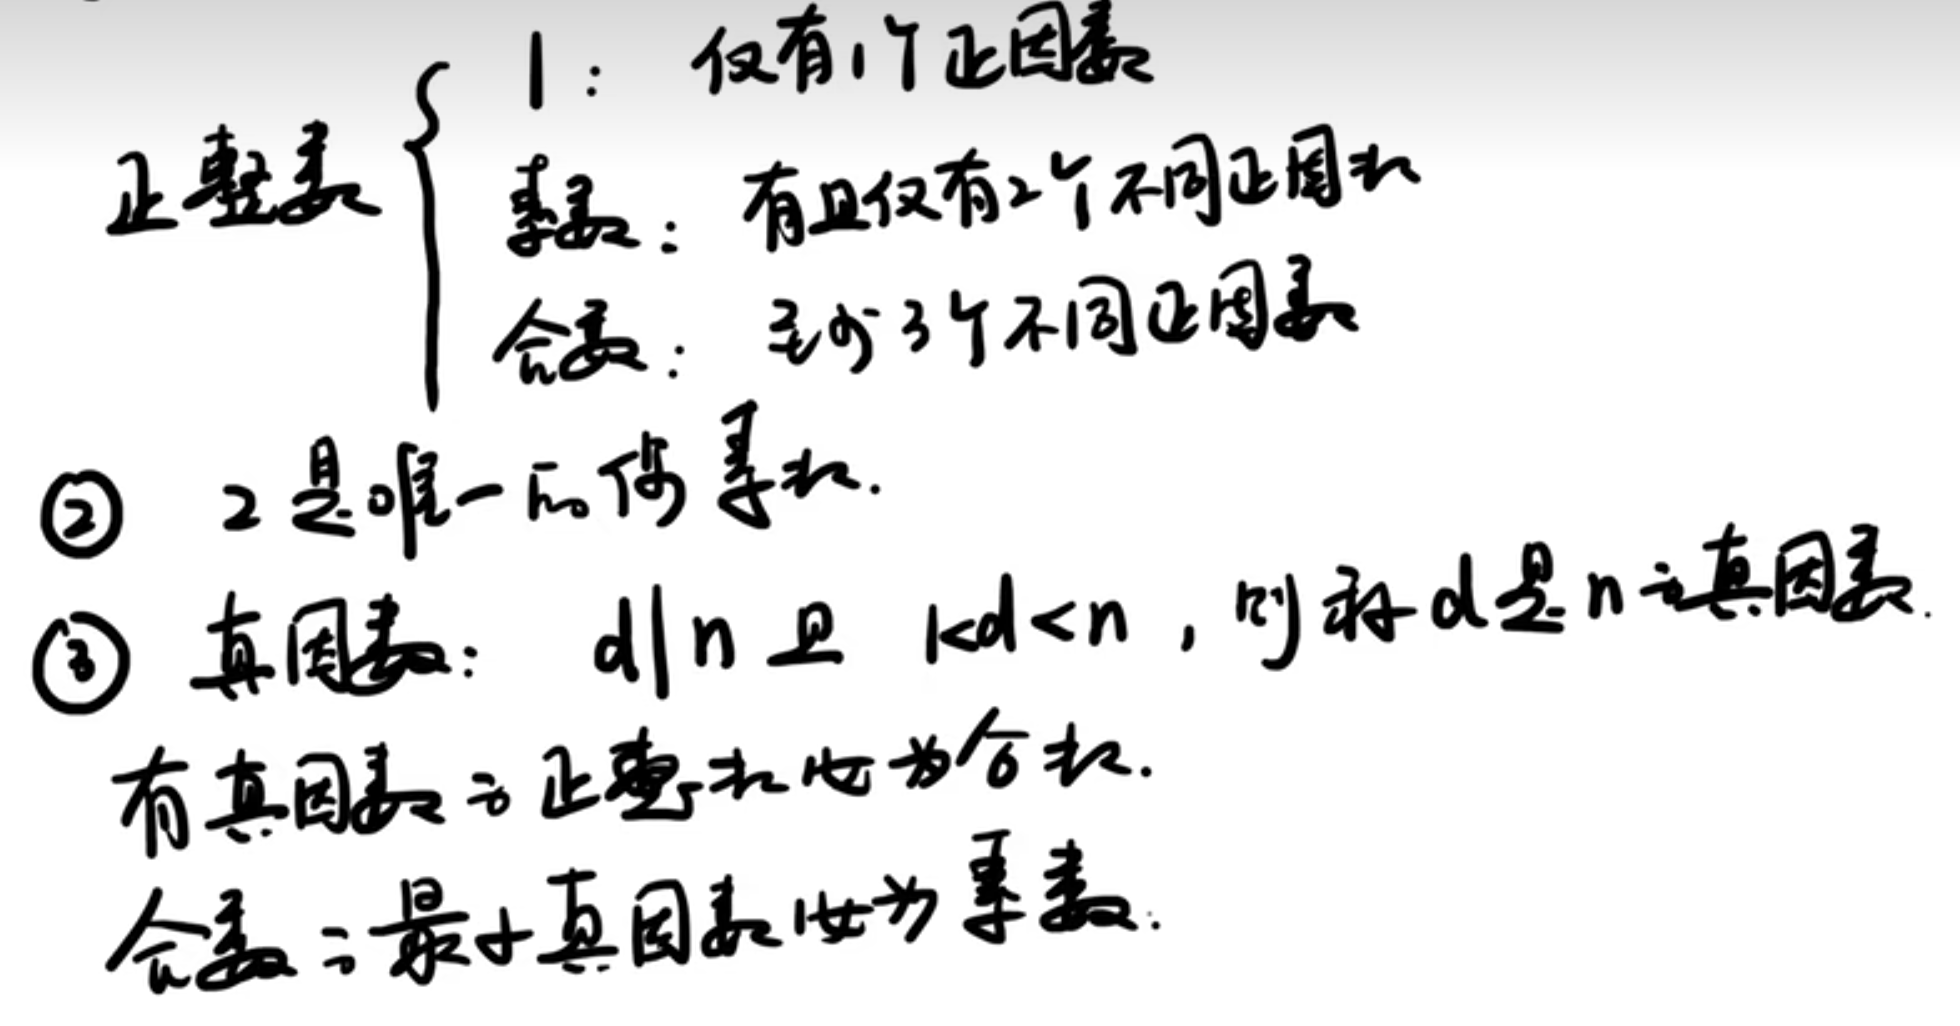 1： 仅有1个正因数
正整数
素数：有且仅有2个不同正因数
合数：至少3个不同正因数
② 2是唯一的偶素数.
③ 真因数： d|n 且 1<d<n，则称d是n的真因数.
有真因数的正整数必为合数.
合数的最小真因数必为素数.